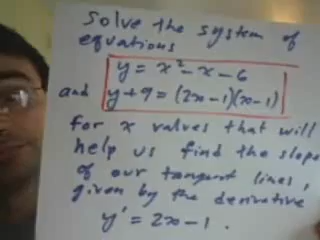 Solve the system of
equations
y = x² - x - 6
and y + 9 = (2x - 1)(x - 1)
for x values that will
help us find the slope
of our tangent lines,
given by the derivative
y' = 2x - 1.